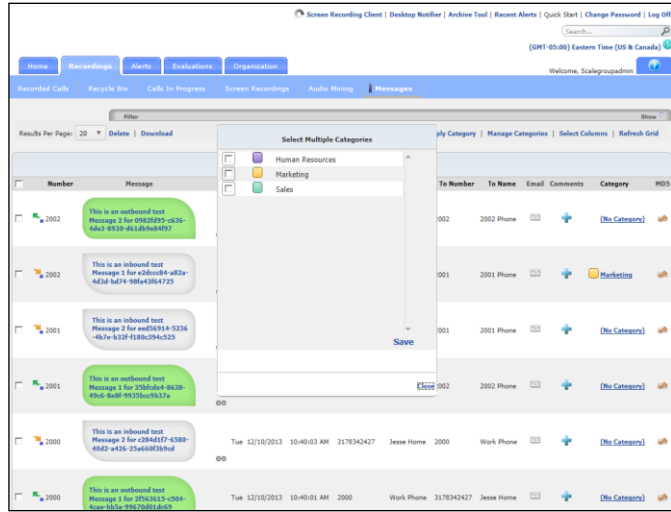 Screen Recording Client | Desktop Notifier | Archive Tool | Recent Alerts | Quick Start | Change Password | Log Off
Search...
(GMT-05:00) Eastern Time (US & Canada)
Home Recordings Alerts Evaluations Organization
Welcome, Scalegroupadmin
Recorded Calls Recycle Bin Calls In Progress Screen Recordings Audio Mining Messages
Filter Show
Results Per Page: 20 Delete | Download ply Category | Manage Categories | Select Columns | Refresh Grid
Select Multiple Categories
Human Resources
Marketing
Sales
Save
Close
Number Message To Number To Name Email Comments Category MD5
2002 This is an outbound test
Message 2 for 0982fd95-c636-
4de3-8930-d61db9e84f97
002 2002 Phone (No Category)
2002 This is an inbound test
Message 1 for e2dccc84-a82a-
4d3d-bd74-98fa43f64725
001 2001 Phone Marketing
2001 This is an inbound test
Message 2 for eed56914-5236
-4b7e-b32f-f180c394c525
001 2001 Phone (No Category)
2001 This is an outbound test
Message 1 for 35bfcde4-8638-
49c6-8e8f-9935bcc9b37a
002 2002 Phone (No Category)
2000 This is an inbound test
Message 2 for c284d1f7-6580-
40d2-a426-25a660f3b9cd
Tue 12/10/2013 10:40:03 AM 3178342427 Jesse Home 2000 Work Phone (No Category)
2000 This is an outbound test
Message 1 for 2f563615-c504-
4cae-bb5a-99670d01dc69
Tue 12/10/2013 10:40:01 AM 2000 Work Phone 3178342427 Jesse Home (No Category)